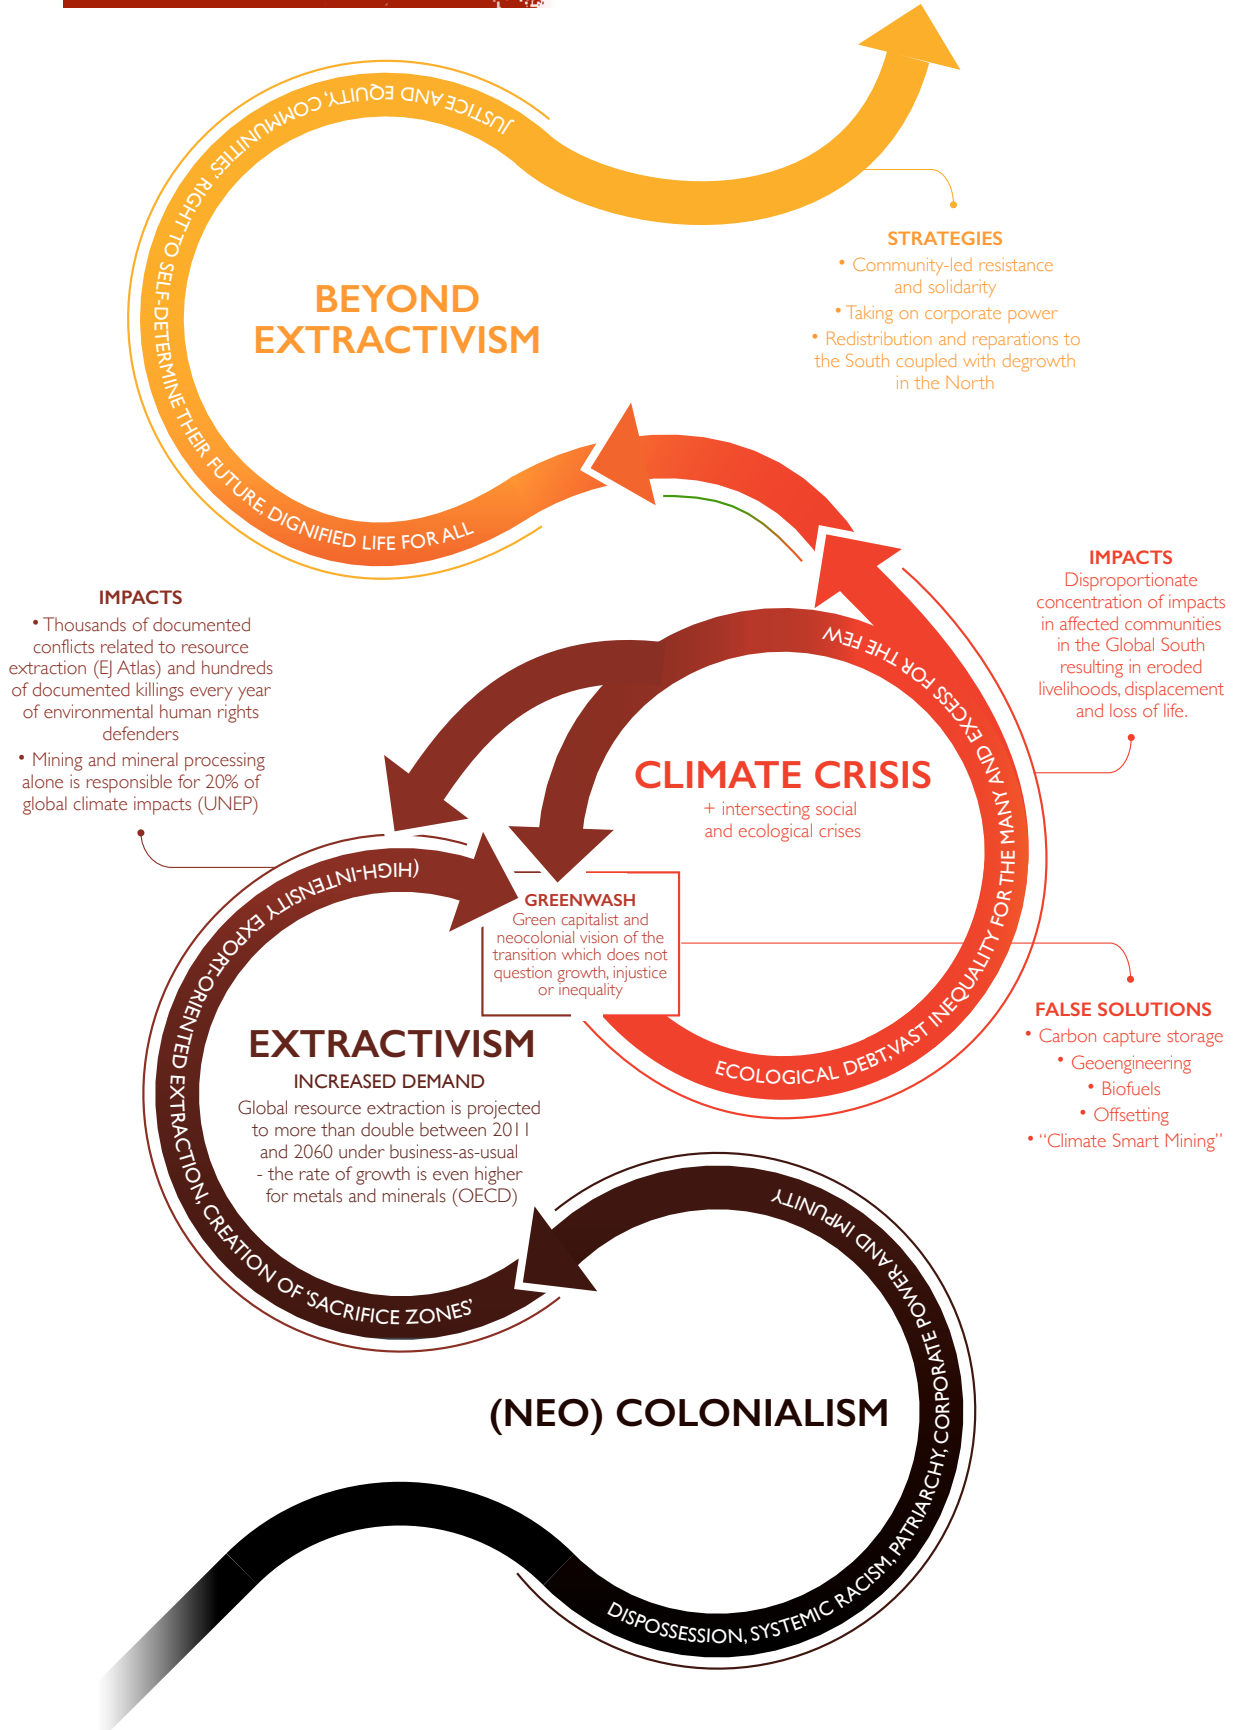 JUSTICE AND EQUITY, COMMUNITIES' RIGHT TO SELF-DETERMINE THEIR FUTURE, DIGNIFIED LIFE FOR ALL
STRATEGIES
• Community-led resistance
and solidarity
• Taking on corporate power
• Redistribution and reparations to
the South coupled with degrowth
in the North
BEYOND
EXTRACTIVISM
IMPACTS
• Thousands of documented
conflicts related to resource
extraction (EJ Atlas) and hundreds
of documented killings every year
of environmental human rights
defenders
• Mining and mineral processing
alone is responsible for 20% of
global climate impacts (UNEP)
IMPACTS
Disproportionate
concentration of impacts
in affected communities
in the Global South
resulting in eroded
livelihoods, displacement
and loss of life.
ECOLOGICAL DEBT, VAST INEQUALITY FOR THE MANY AND EXCESS FOR THE FEW
CLIMATE CRISIS
+ intersecting social
and ecological crises
GREENWASH
Green capitalist and
neocolonial vision of the
transition which does not
question growth, injustice
or inequality
FALSE SOLUTIONS
• Carbon capture storage
• Geoengineering
• Biofuels
• Offsetting
• “Climate Smart Mining”
(HIGH-INTENSITY EXPORT-ORIENTED EXTRACTION, CREATION OF ‘SACRIFICE ZONES’
EXTRACTIVISM
INCREASED DEMAND
Global resource extraction is projected
to more than double between 2011
and 2060 under business-as-usual
- the rate of growth is even higher
for metals and minerals (OECD)
DISPOSSESSION, SYSTEMIC RACISM, PATRIARCHY, CORPORATE POWER AND IMPUNITY
(NEO) COLONIALISM